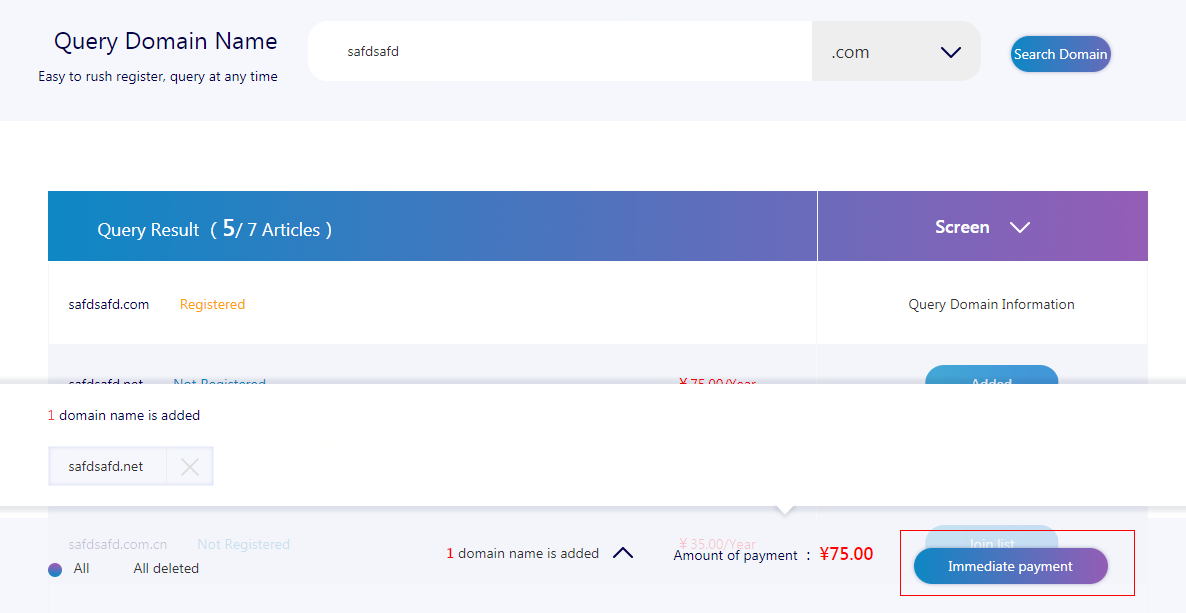 Query Domain Name
Easy to rush register, query at any time
safdsafd
.com
Search Domain
Query Result ( 5/ 7 Articles )
Screen
safdsafd.com Registered
Query Domain Information
safdsafd.net Not Registered
¥75.00/Year
Added
1 domain name is added
safdsafd.net
safdsafd.com.cn Not Registered
¥35.00/Year
Join list
All All deleted
1 domain name is added
Amount of payment : ¥75.00
Immediate payment